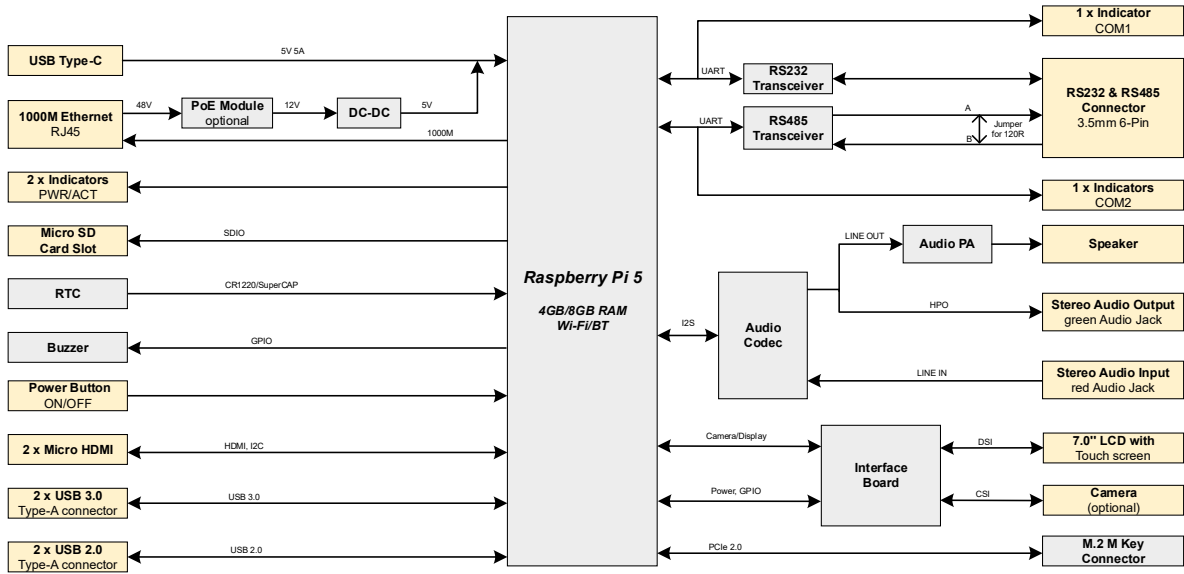 USB Type-C
5V 5A
1000M Ethernet
RJ45
48V
PoE Module
optional
12V
DC-DC
5V
1000M
2 x Indicators
PWR/ACT
Micro SD
Card Slot
SDIO
RTC
CR1220/SuperCAP
Buzzer
GPIO
Power Button
ON/OFF
2 x Micro HDMI
HDMI, I2C
2 x USB 3.0
Type-A connector
USB 3.0
2 x USB 2.0
Type-A connector
USB 2.0
Raspberry Pi 5
4GB/8GB RAM
Wi-Fi/BT
1 x Indicator
COM1
UART
RS232
Transceiver
RS232 & RS485
Connector
3.5mm 6-Pin
UART
RS485
Transceiver
A
B
Jumper
for 120R
1 x Indicators
COM2
LINE OUT
Audio PA
Speaker
I2S
Audio
Codec
HPO
Stereo Audio Output
green Audio Jack
LINE IN
Stereo Audio Input
red Audio Jack
Camera/Display
Power, GPIO
Interface
Board
DSI
7.0" LCD with
Touch screen
CSI
Camera
(optional)
PCIe 2.0
M.2 M Key
Connector